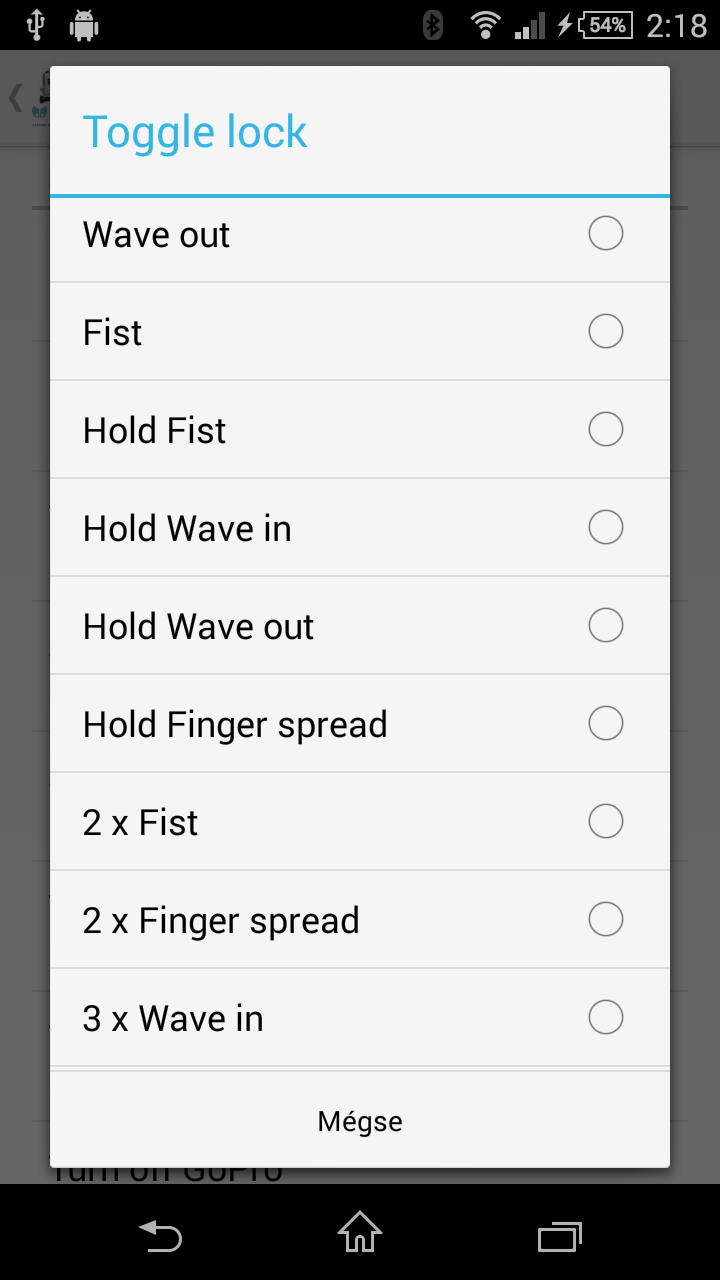 54% 2:18
Toggle lock
Wave out
Fist
Hold Fist
Hold Wave in
Hold Wave out
Hold Finger spread
2 x Fist
2 x Finger spread
3 x Wave in
Mégse
Turn off GoPro